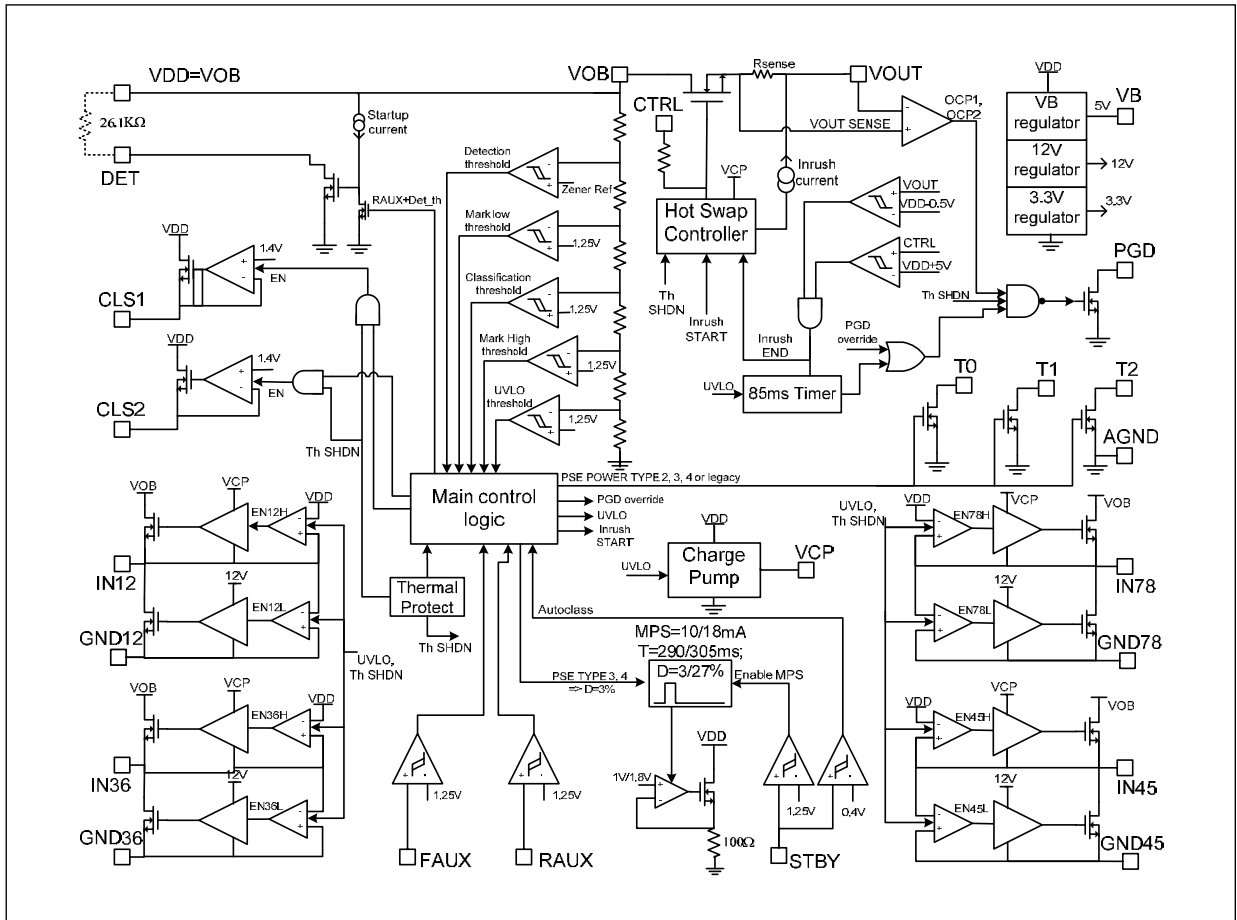 VDD=VOB
26.1KΩ
DET
Startup
current
RAUX+Det_th
VOB
Rsense
VOUT
CTRL
VCP
Hot Swap
Controller
Inrush
current
VOUT SENSE
-
+
OCP1,
OCP2
VDD
VB
regulator
5V
VB
12V
regulator
12V
3.3V
regulator
3.3V
Detection
threshold
Zener Ref
Mark low
threshold
1,25V
Classification
threshold
1,25V
Mark High
threshold
1,25V
UVLO
threshold
1,25V
VOUT
VDD-0.5V
CTRL
VDD+5V
Th
SHDN
Inrush
START
Inrush
END
Th SHDN
PGD
override
PGD
UVLO
85ms Timer
T0
T1
T2
AGND
VDD
1.4V
EN
CLS1
VDD
1.4V
EN
CLS2
Th SHDN
Main control
logic
PSE POWER TYPE 2, 3, 4 or legacy
PGD override
UVLO
Inrush
START
Thermal
Protect
Th SHDN
VDD
UVLO
Charge
Pump
VCP
Autoclass
MPS=10/18mA
T=290/305ms;
D=3/27%
PSE TYPE 3, 4
=> D=3%
Enable MPS
VDD
1V/1,8V
100Ω
1,25V
0,4V
STBY
1,25V
FAUX
1,25V
RAUX
VOB
VCP
EN12H
VDD
IN12
12V
EN12L
GND12
UVLO,
Th SHDN
VOB
VCP
EN36H
VDD
IN36
12V
EN36L
GND36
UVLO,
Th SHDN
VDD
EN78H
VCP
VOB
IN78
EN78L
12V
GND78
VDD
EN45H
VCP
VOB
IN45
EN45L
12V
GND45